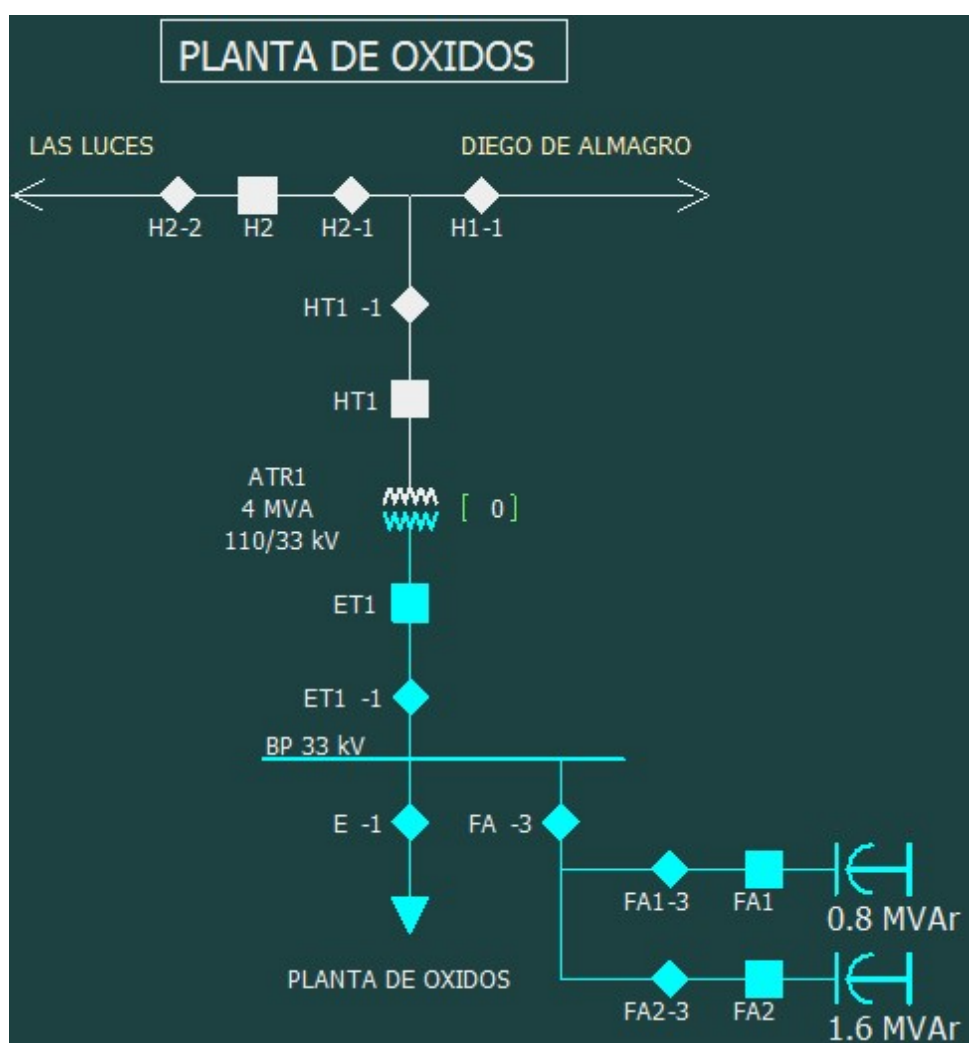 PLANTA DE OXIDOS
LAS LUCES
DIEGO DE ALMAGRO
H2-2
H2
H2-1
H1-1
HT1 -1
HT1
ATR1
4 MVA
110/33 kV
[ 0]
ET1
ET1 -1
BP 33 kV
E -1
FA -3
FA1-3
FA1
0.8 MVAr
PLANTA DE OXIDOS
FA2-3
FA2
1.6 MVAr